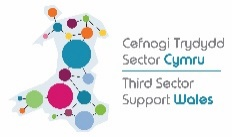 Cefnogi Trydydd
Sector Cymru
Third Sector
Support Wales